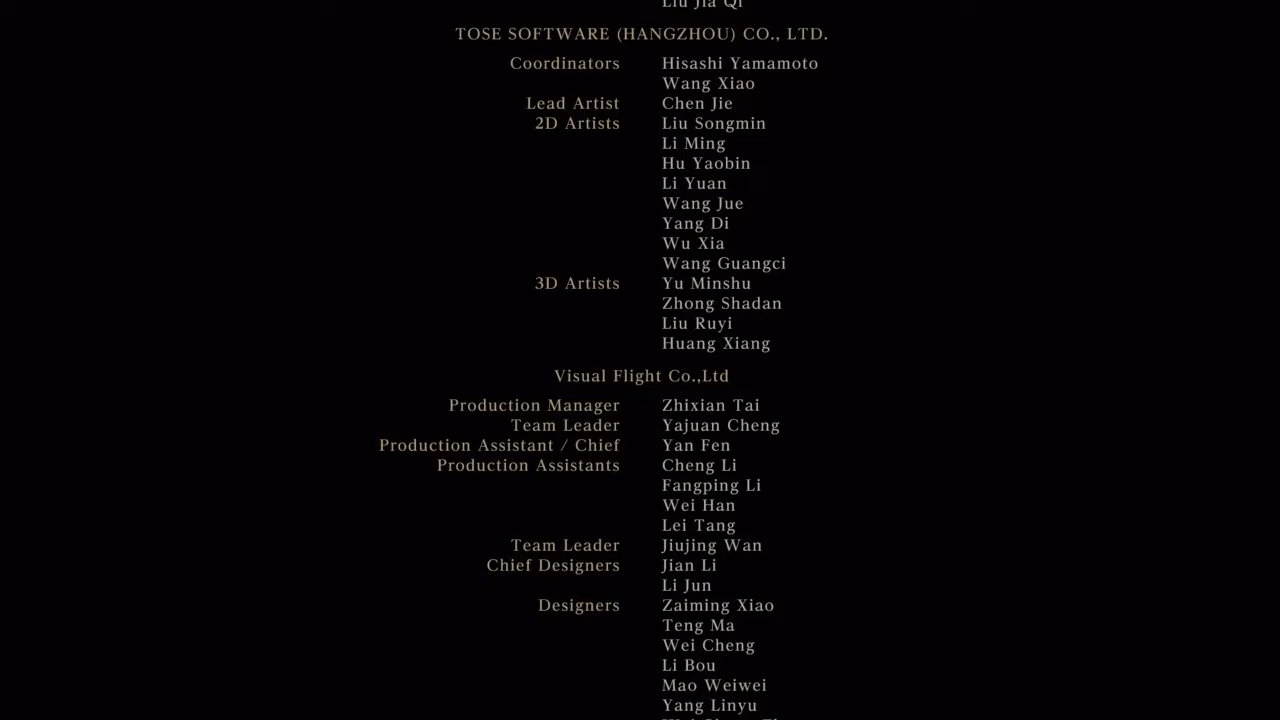 Liu Jia Qi
TOSE SOFTWARE (HANGZHOU) CO., LTD.
Coordinators Hisashi Yamamoto
Wang Xiao
Lead Artist Chen Jie
2D Artists Liu Songmin
Li Ming
Hu Yaobin
Li Yuan
Wang Jue
Yang Di
Wu Xia
Wang Guangci
3D Artists Yu Minshu
Zhong Shadan
Liu Ruyi
Huang Xiang
Visual Flight Co.,Ltd
Production Manager Zhixian Tai
Team Leader Yajuan Cheng
Production Assistant / Chief Yan Fen
Production Assistants Cheng Li
Fangping Li
Wei Han
Lei Tang
Team Leader Jiujing Wan
Chief Designers Jian Li
Li Jun
Designers Zaiming Xiao
Teng Ma
Wei Cheng
Li Bou
Mao Weiwei
Yang Linyu